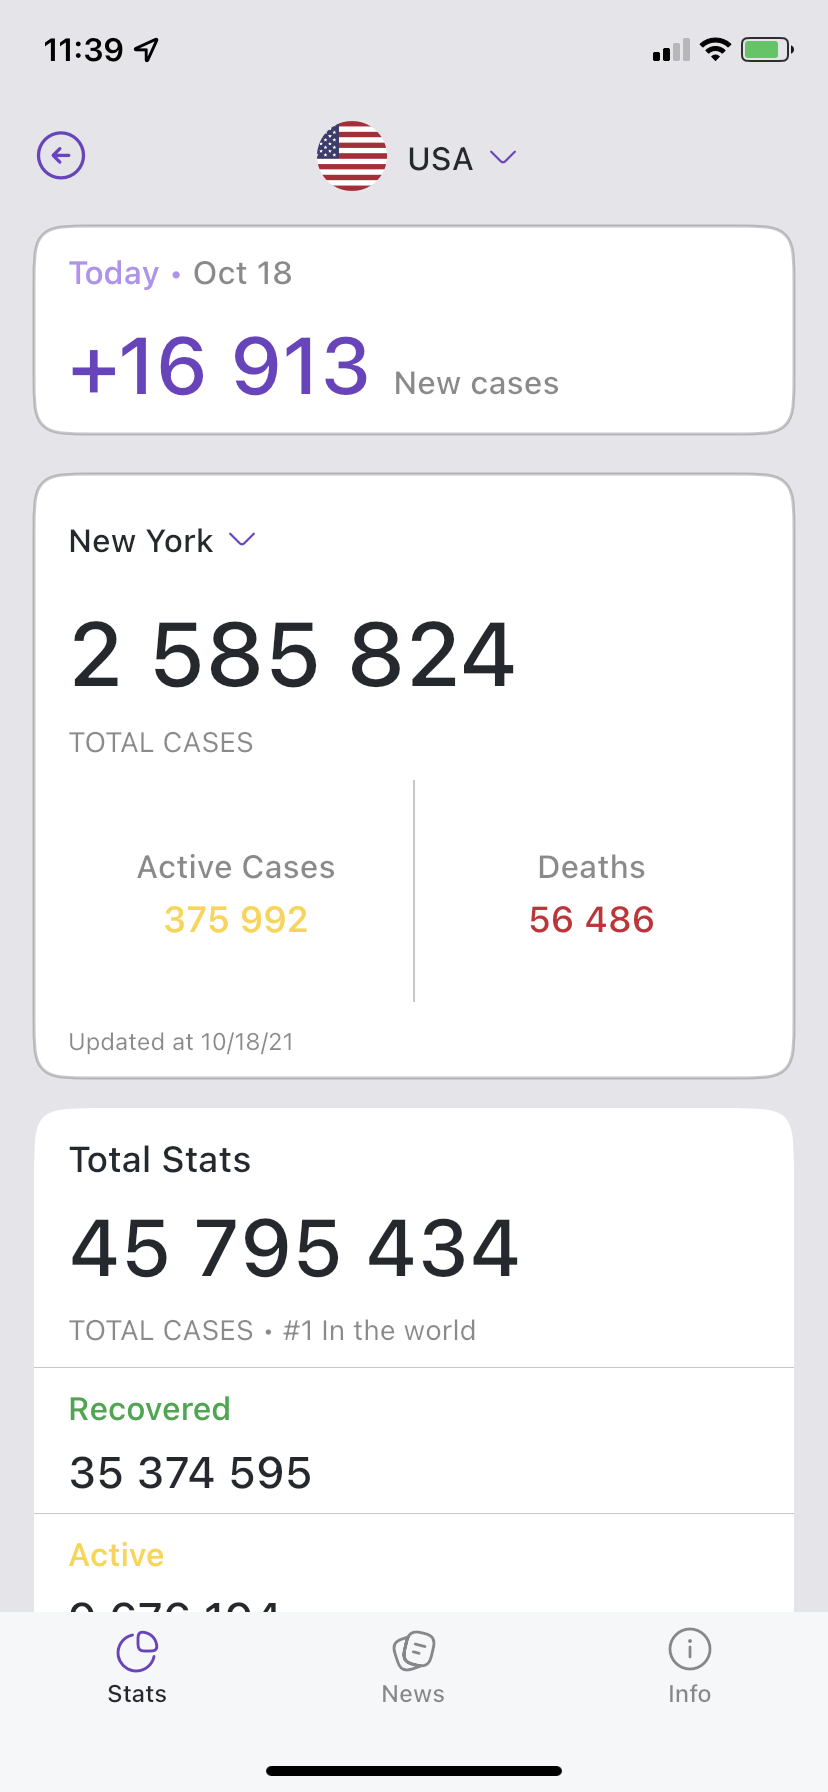 11:39
USA
Today • Oct 18
+16 913 New cases
New York
2 585 824
TOTAL CASES
Active Cases
375 992
Deaths
56 486
Updated at 10/18/21
Total Stats
45 795 434
TOTAL CASES • #1 In the world
Recovered
35 374 595
Active
Stats
News
Info